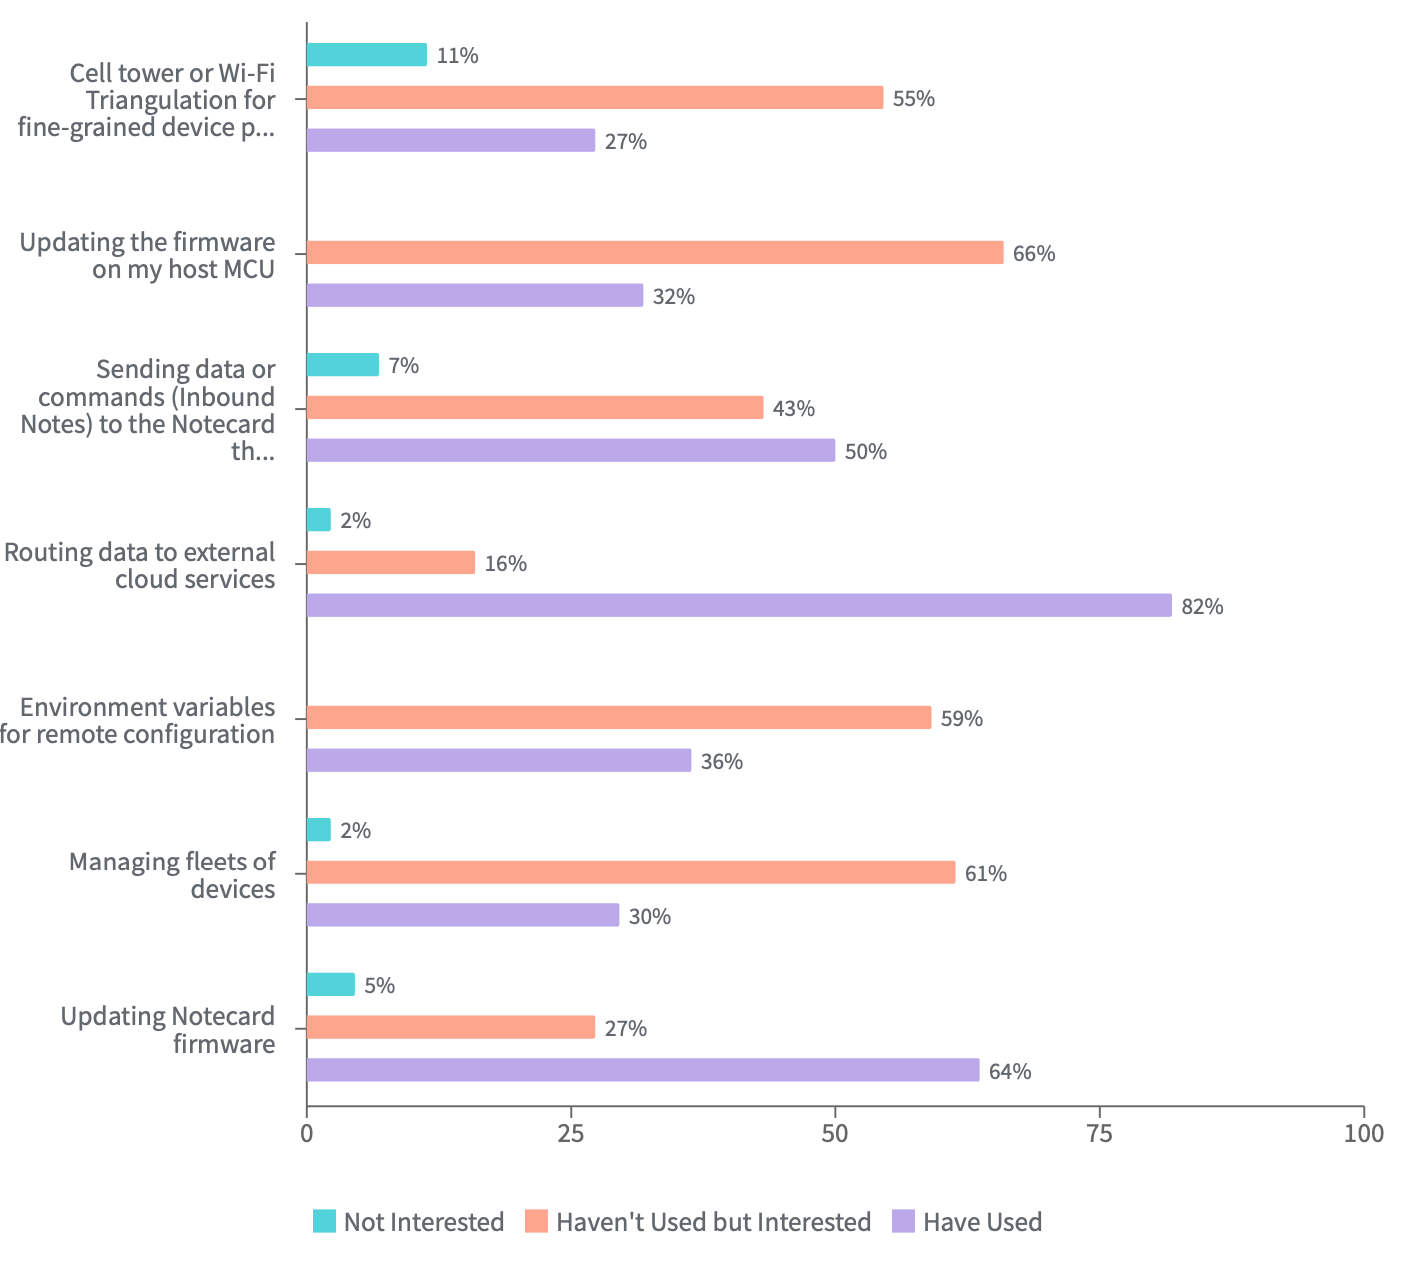 11%
Cell tower or Wi-Fi
Triangulation for
fine-grained device p...
55%
27%
Updating the firmware
on my host MCU
66%
32%
7%
Sending data or
commands (Inbound
Notes) to the Notecard
th...
43%
50%
2%
Routing data to external
cloud services
16%
82%
Environment variables
for remote configuration
59%
36%
2%
Managing fleets of
devices
61%
30%
5%
Updating Notecard
firmware
27%
64%
0 25 50 75 100
Not Interested Haven't Used but Interested Have Used